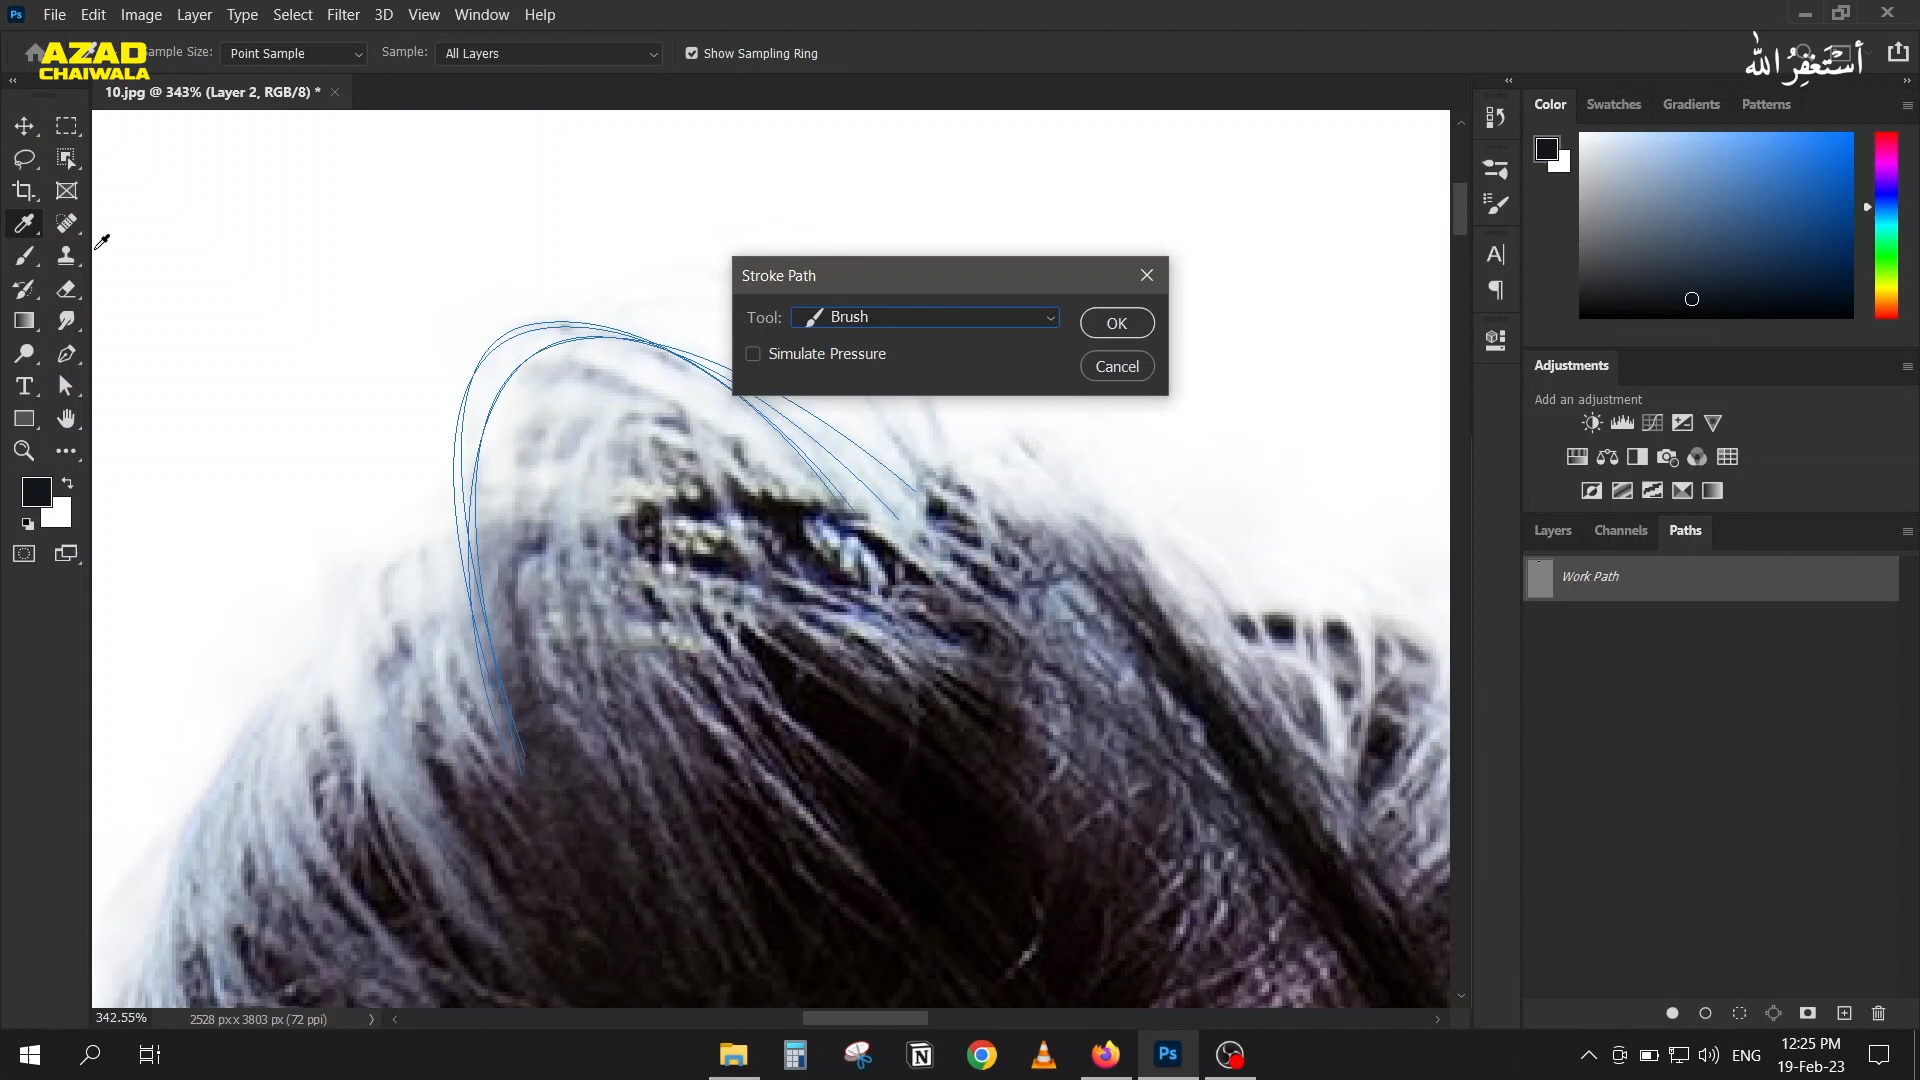 Ps File Edit Image Layer Type Select Filter 3D View Window Help
AZAD
CHAIWALA
Sample Size: Point Sample Sample: All Layers Show Sampling Ring
أَسْتَغْفِرُ اللّٰه
10.jpg @ 343% (Layer 2, RGB/8) *
Color Swatches Gradients Patterns
Stroke Path
Tool: Brush
OK
Simulate Pressure
Cancel
Adjustments
Add an adjustment
Layers Channels Paths
Work Path
342.55% 2528 px x 3803 px (72 ppi)
ENG
12:25 PM
19-Feb-23